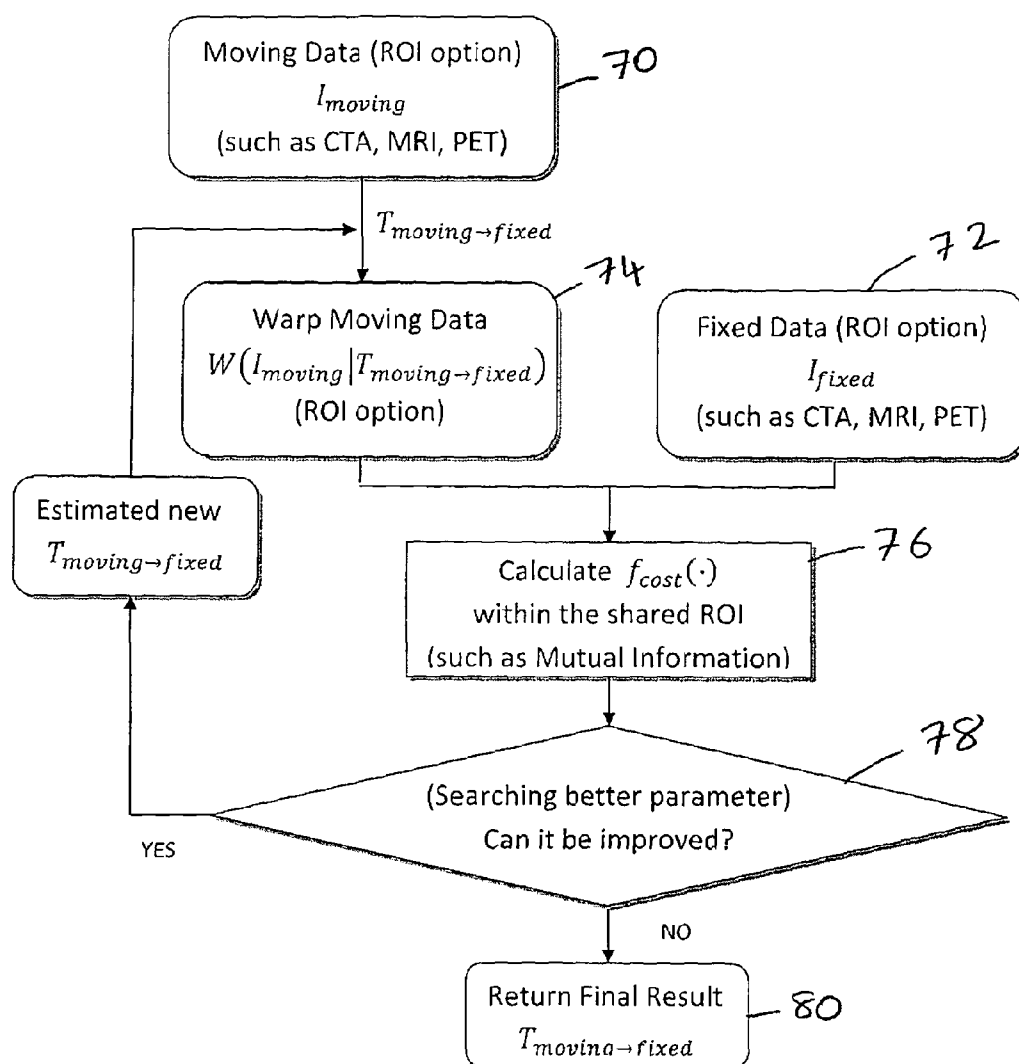 Moving Data (ROI option)
I_moving
(such as CTA, MRI, PET)
70
T_moving→fixed
74
Warp Moving Data
W(I_moving|T_moving→fixed)
(ROI option)
72
Fixed Data (ROI option)
I_fixed
(such as CTA, MRI, PET)
Estimated new
T_moving→fixed
76
Calculate f_cost(·)
within the shared ROI
(such as Mutual Information)
78
(Searching better parameter)
Can it be improved?
YES
NO
Return Final Result
T_moving→fixed
80